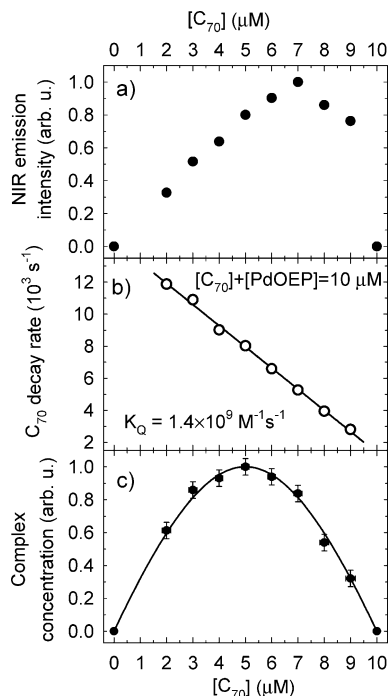 [C₇₀] (μM)
0 1 2 3 4 5 6 7 8 9 10
a)
NIR emission
intensity (arb. u.)
1.0
0.8
0.6
0.4
0.2
0.0
b)
[C₇₀]+[PdOEP]=10 μM
C₇₀ decay rate (10³ s⁻¹)
12
10
8
6
4
2
K_Q = 1.4×10⁹ M⁻¹s⁻¹
c)
Complex
concentration (arb. u.)
1.0
0.8
0.6
0.4
0.2
0.0
0 1 2 3 4 5 6 7 8 9 10
[C₇₀] (μM)